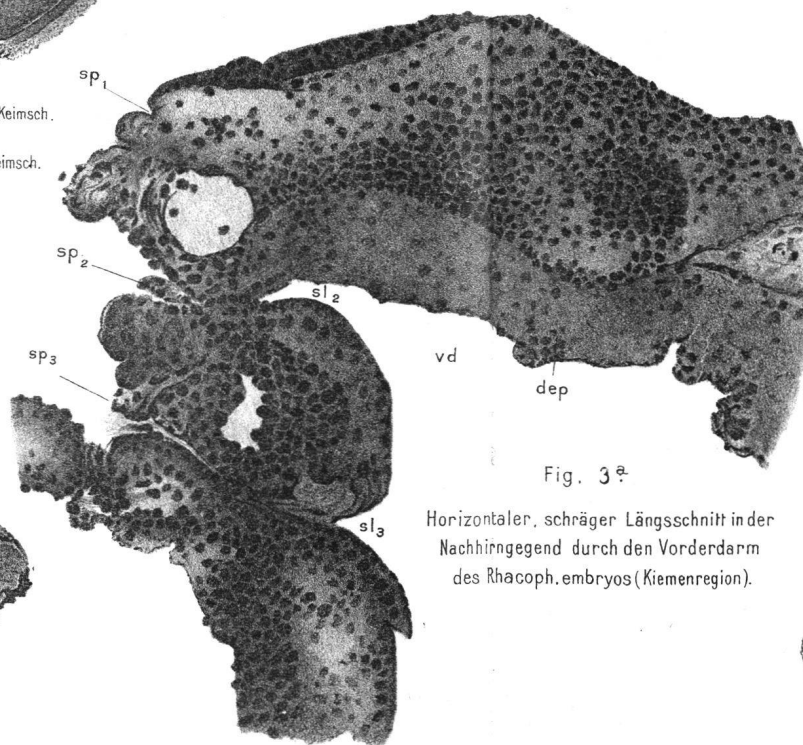 sp₁
Keimsch.
eimsch.
sp₂
sl₂
sp₃
vd
dep
Fig. 3ª.
sl₃
Horizontaler, schräger Längsschnitt in der
Nachhirngegend durch den Vorderdarm
des Rhacoph. embryos (Kiemenregion).